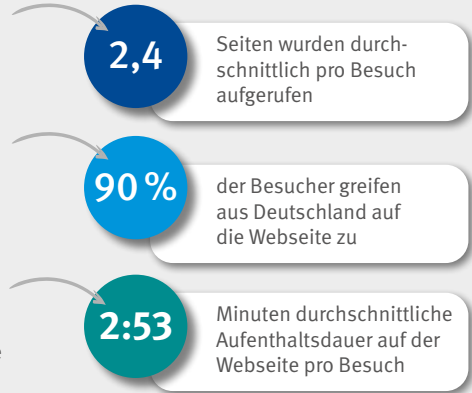 2,4
Seiten wurden durch-
schnittlich pro Besuch
aufgerufen
90 %
der Besucher greifen
aus Deutschland auf
die Webseite zu
2:53
Minuten durchschnittliche
Aufenthaltsdauer auf der
Webseite pro Besuch
e